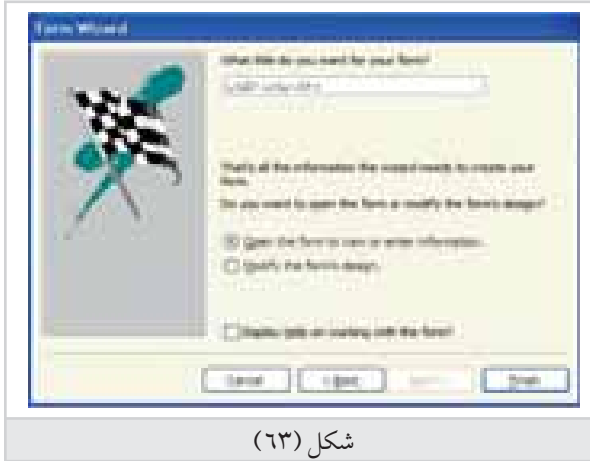 Form Wizard
What title do you want for your form?
That's all the information the wizard needs to create your
form.
Do you want to open the form or modify the form's design?
Open the form to view or enter information.
Modify the form's design.
Display Help on working with the form?
Cancel
< Back
Next >
Finish
شكل (٦٣)